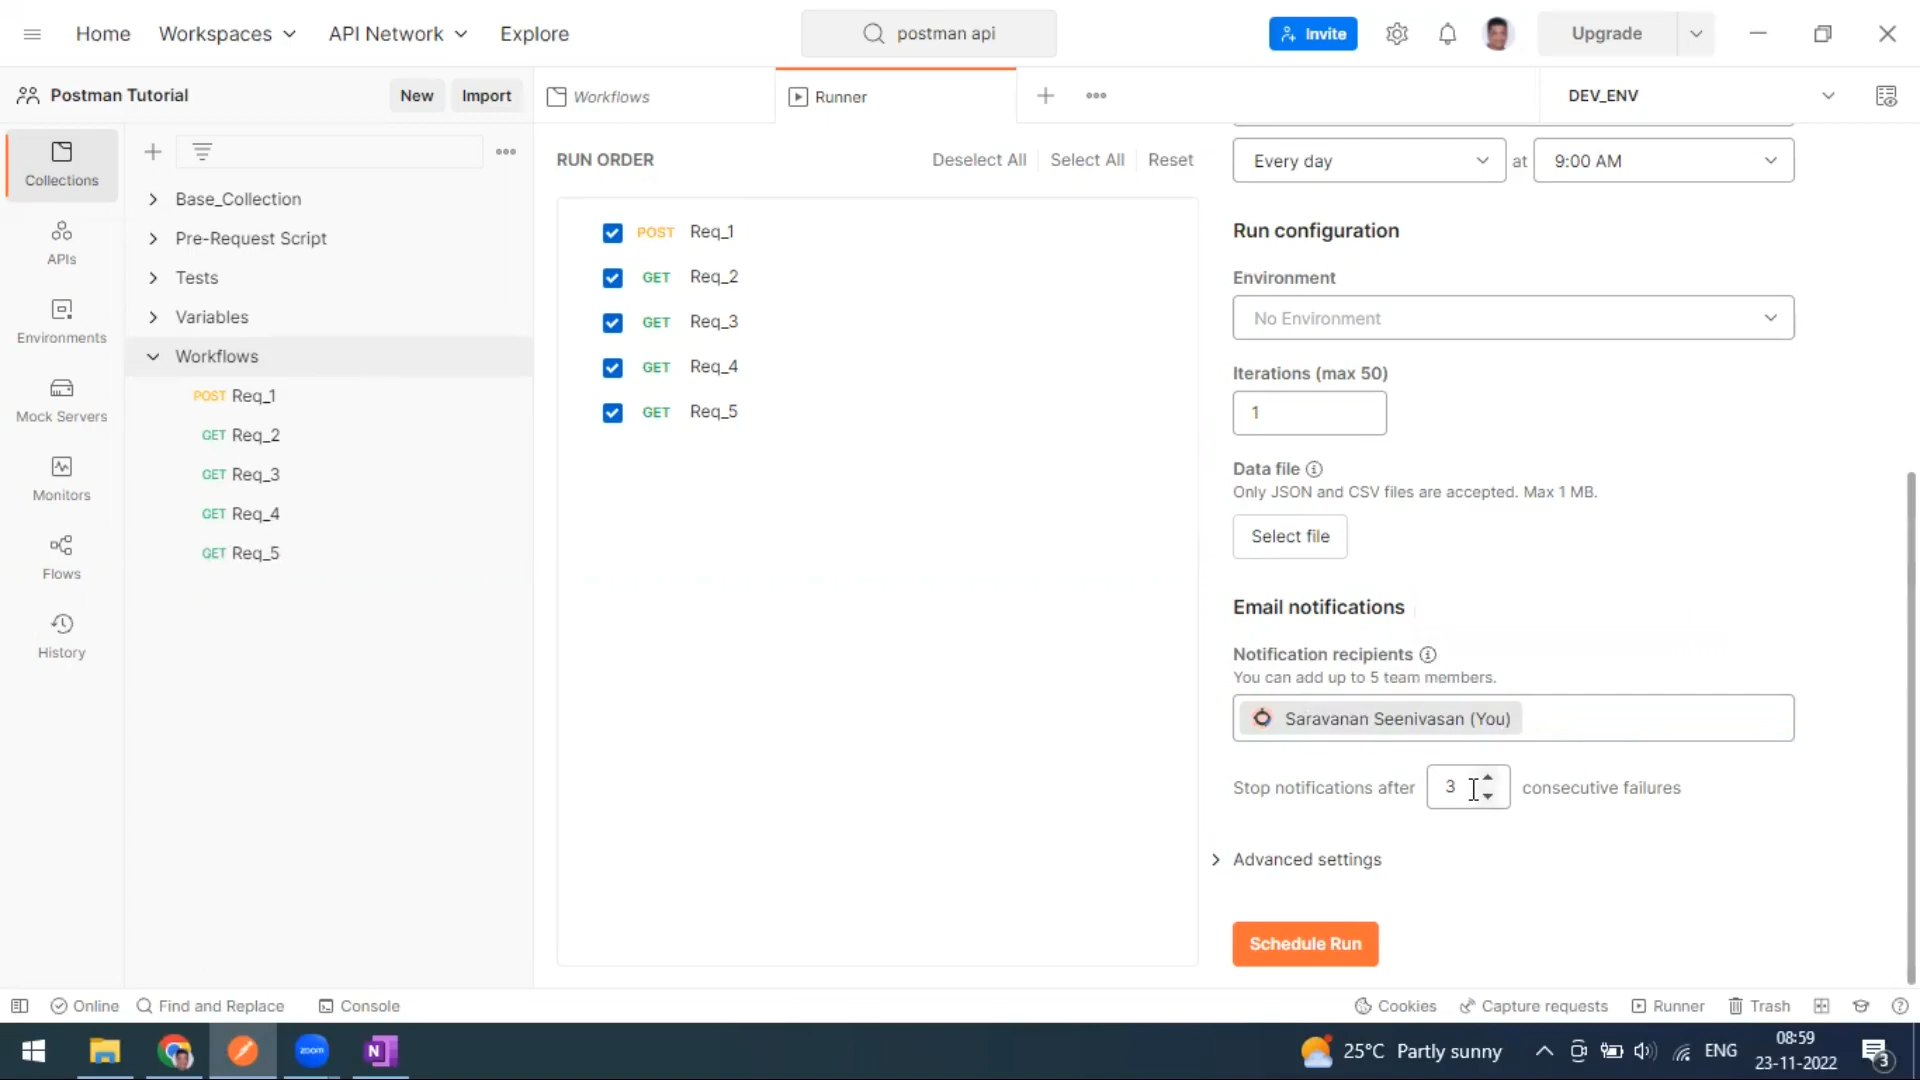 Home
Workspaces
API Network
Explore
postman api
Invite
Upgrade
Postman Tutorial
New
Import
Workflows
Runner
DEV_ENV
Collections
APIs
Environments
Mock Servers
Monitors
Flows
History
Base_Collection
Pre-Request Script
Tests
Variables
Workflows
POST Req_1
GET Req_2
GET Req_3
GET Req_4
GET Req_5
RUN ORDER
Deselect All
Select All
Reset
POST Req_1
GET Req_2
GET Req_3
GET Req_4
GET Req_5
Every day at 9:00 AM
Run configuration
Environment
No Environment
Iterations (max 50)
1
Data file
Only JSON and CSV files are accepted. Max 1 MB.
Select file
Email notifications
Notification recipients
You can add up to 5 team members.
Saravanan Seenivasan (You)
Stop notifications after 3 consecutive failures
Advanced settings
Schedule Run
Online
Find and Replace
Console
Cookies
Capture requests
Runner
Trash
zoom
N
25°C Partly sunny
ENG
08:59
23-11-2022
3